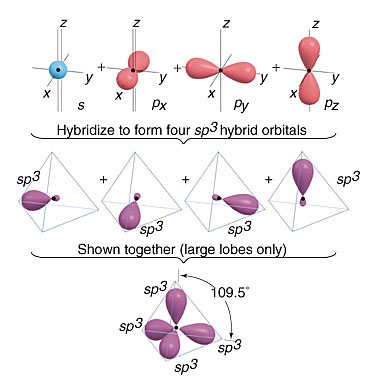 z z z z
+ + +
y y y y
x x x x
s px py pz
Hybridize to form four sp3 hybrid orbitals
sp3 + + + sp3
sp3 sp3
Shown together (large lobes only)
sp3 109.5°
sp3 sp3
sp3